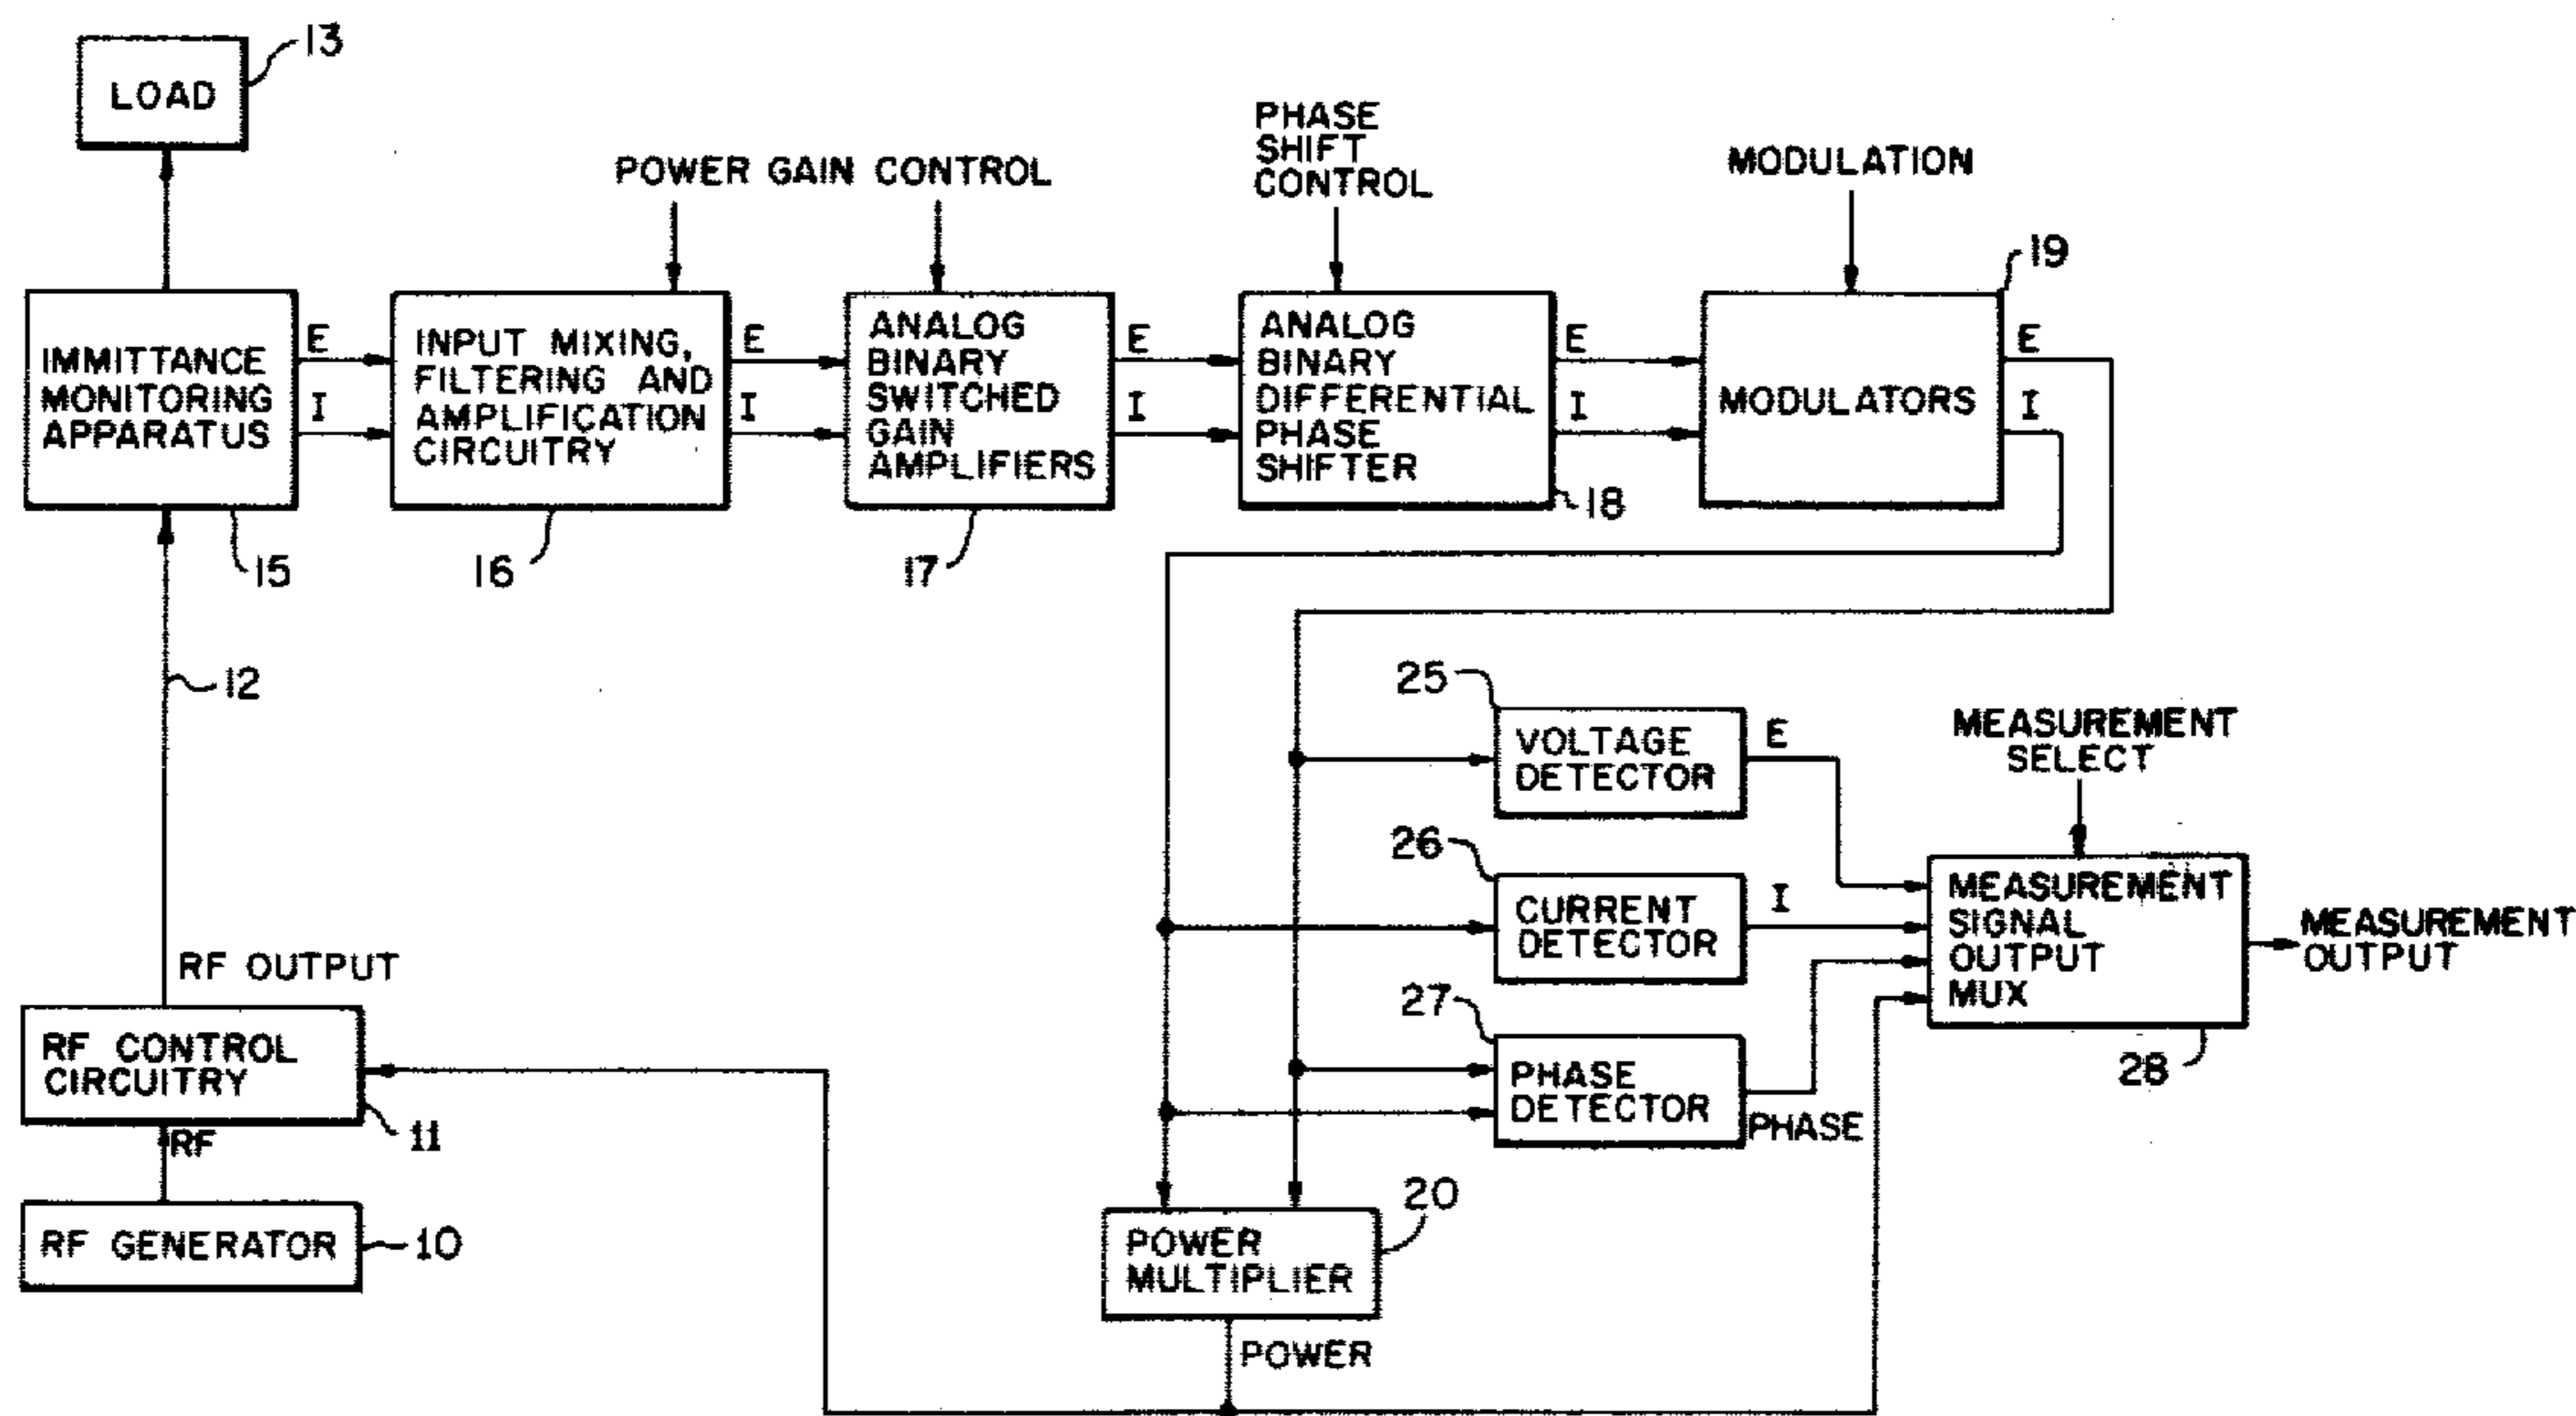 13
LOAD
POWER GAIN CONTROL
PHASE
SHIFT
CONTROL
MODULATION
19
IMMITTANCE
MONITORING
APPARATUS
E
I
INPUT MIXING,
FILTERING AND
AMPLIFICATION
CIRCUITRY
E
I
ANALOG
BINARY
SWITCHED
GAIN
AMPLIFIERS
E
I
ANALOG
BINARY
DIFFERENTIAL
PHASE
SHIFTER
E
I
MODULATORS
E
I
15
16
17
18
12
25
VOLTAGE
DETECTOR
E
MEASUREMENT
SELECT
26
CURRENT
DETECTOR
I
MEASUREMENT
SIGNAL
OUTPUT
MUX
MEASUREMENT
OUTPUT
28
27
PHASE
DETECTOR
PHASE
RF OUTPUT
RF CONTROL
CIRCUITRY
11
RF
RF GENERATOR
10
20
POWER
MULTIPLIER
POWER